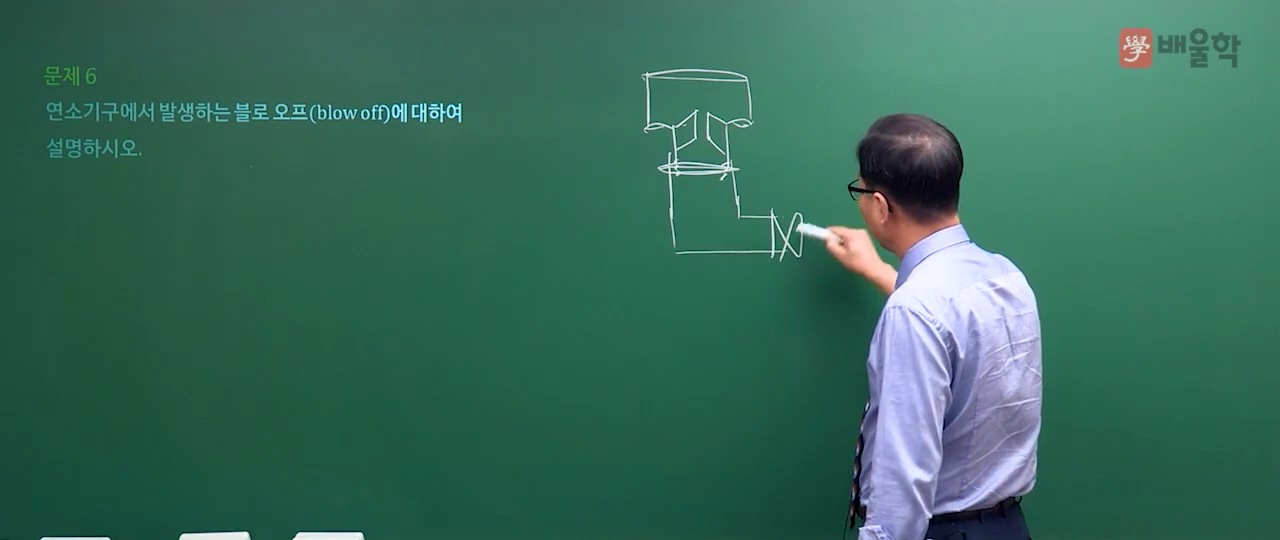 문제 6
연소기구에서 발생하는 블로 오프(blow off)에 대하여
설명하시오.
學 배울학